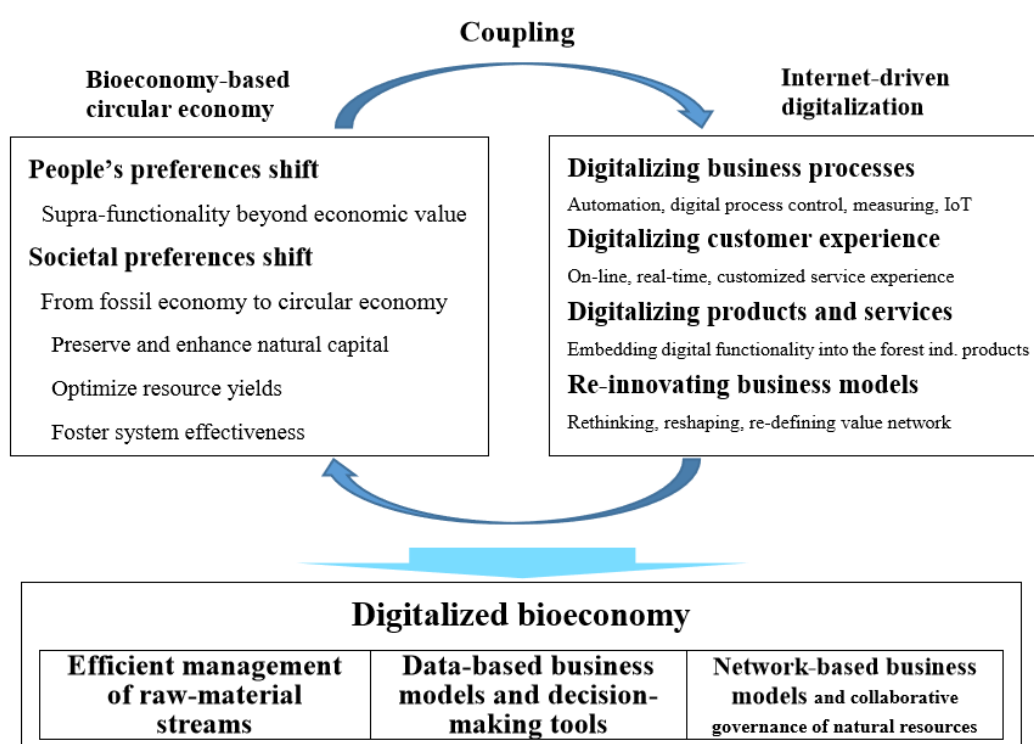 Coupling
Bioeconomy-based
circular economy
Internet-driven
digitalization
People’s preferences shift
Supra-functionality beyond economic value
Societal preferences shift
From fossil economy to circular economy
Preserve and enhance natural capital
Optimize resource yields
Foster system effectiveness
Digitalizing business processes
Automation, digital process control, measuring, IoT
Digitalizing customer experience
On-line, real-time, customized service experience
Digitalizing products and services
Embedding digital functionality into the forest ind. products
Re-innovating business models
Rethinking, reshaping, re-defining value network
Digitalized bioeconomy
Efficient management
of raw-material
streams
Data-based business
models and decision-
making tools
Network-based business
models and collaborative
governance of natural resources